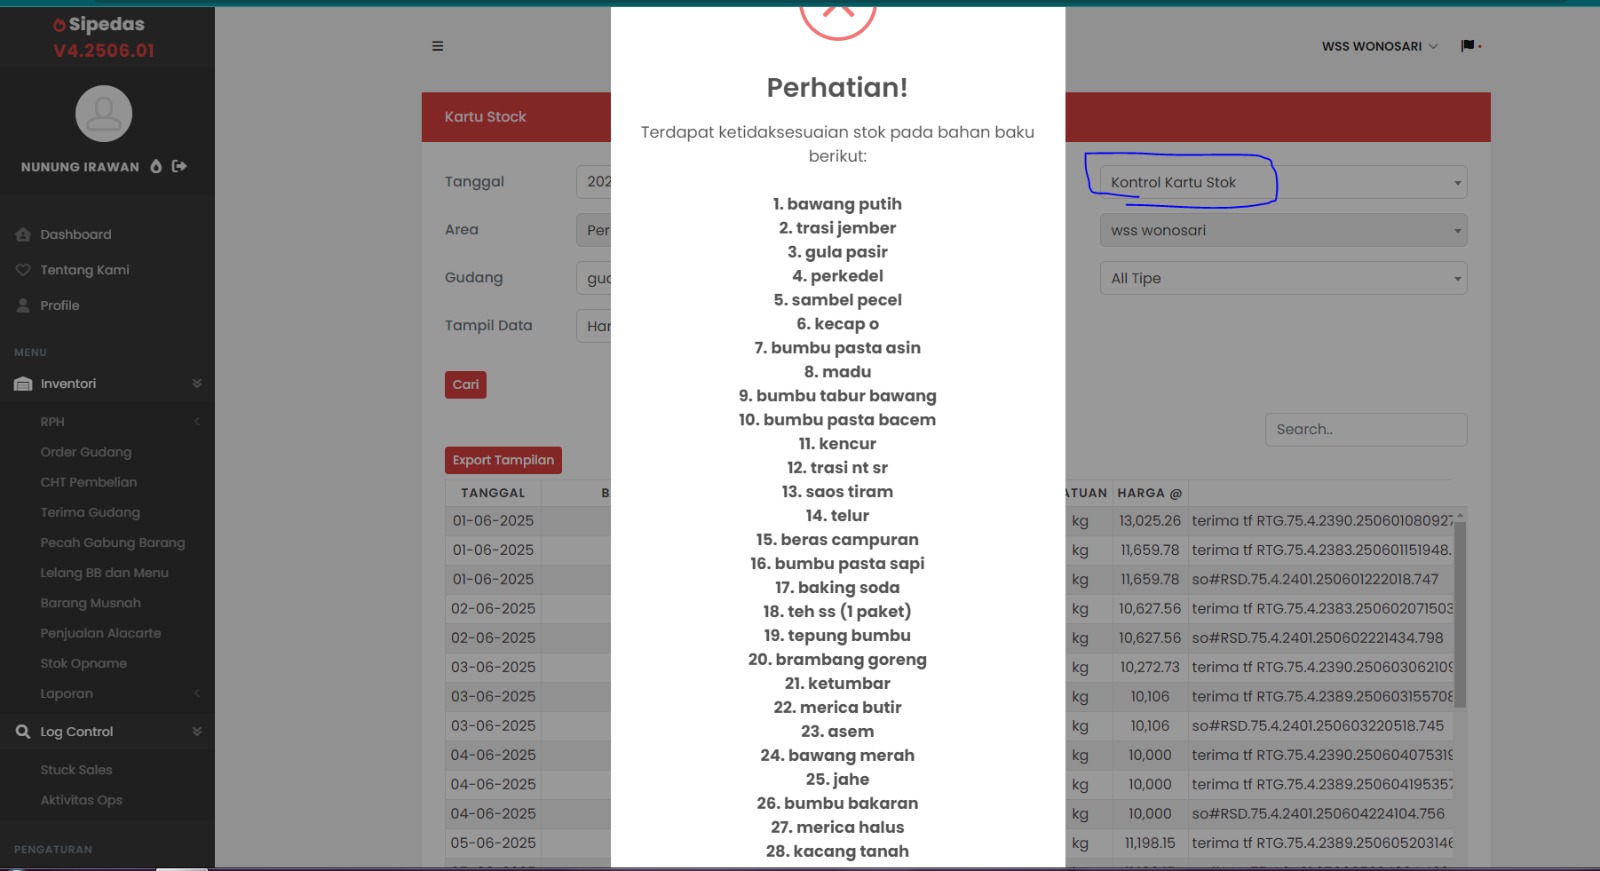 Sipedas
V4.2506.01
NUNUNG IRAWAN
Dashboard
Tentang Kami
Profile
MENU
Inventori
RPH
Order Gudang
CHT Pembelian
Terima Gudang
Pecah Gabung Barang
Lelang BB dan Menu
Barang Musnah
Penjualan Alacarte
Stok Opname
Laporan
Log Control
Stuck Sales
Aktivitas Ops
PENGATURAN
WSS WONOSARI
Kartu Stock
Tanggal
Kontrol Kartu Stok
Area
wss wonosari
Gudang
All Tipe
Tampil Data
Cari
Search..
Export Tampilan
Perhatian!
Terdapat ketidaksesuaian stok pada bahan baku
berikut:
1. bawang putih
2. trasi jember
3. gula pasir
4. perkedel
5. sambel pecel
6. kecap o
7. bumbu pasta asin
8. madu
9. bumbu tabur bawang
10. bumbu pasta bacem
11. kencur
12. trasi nt sr
13. saos tiram
14. telur
15. beras campuran
16. bumbu pasta sapi
17. baking soda
18. teh ss (1 paket)
19. tepung bumbu
20. brambang goreng
21. ketumbar
22. merica butir
23. asem
24. bawang merah
25. jahe
26. bumbu bakaran
27. merica halus
28. kacang tanah
TANGGAL B ATUAN HARGA @
01-06-2025 kg 13,025.26 terima tf RTG.75.4.2390.250601080927
01-06-2025 kg 11,659.78 terima tf RTG.75.4.2383.250601151948.
01-06-2025 kg 11,659.78 so#RSD.75.4.2401.250601222018.747
02-06-2025 kg 10,627.56 terima tf RTG.75.4.2383.250602071503
02-06-2025 kg 10,627.56 so#RSD.75.4.2401.250602221434.798
03-06-2025 kg 10,272.73 terima tf RTG.75.4.2390.250603062109
03-06-2025 kg 10,106 terima tf RTG.75.4.2389.250603155708
03-06-2025 kg 10,106 so#RSD.75.4.2401.250603220518.745
04-06-2025 kg 10,000 terima tf RTG.75.4.2390.250604075319
04-06-2025 kg 10,000 terima tf RTG.75.4.2389.250604195357
04-06-2025 kg 10,000 so#RSD.75.4.2401.250604224104.756
05-06-2025 kg 11,198.15 terima tf RTG.75.4.2389.250605203146